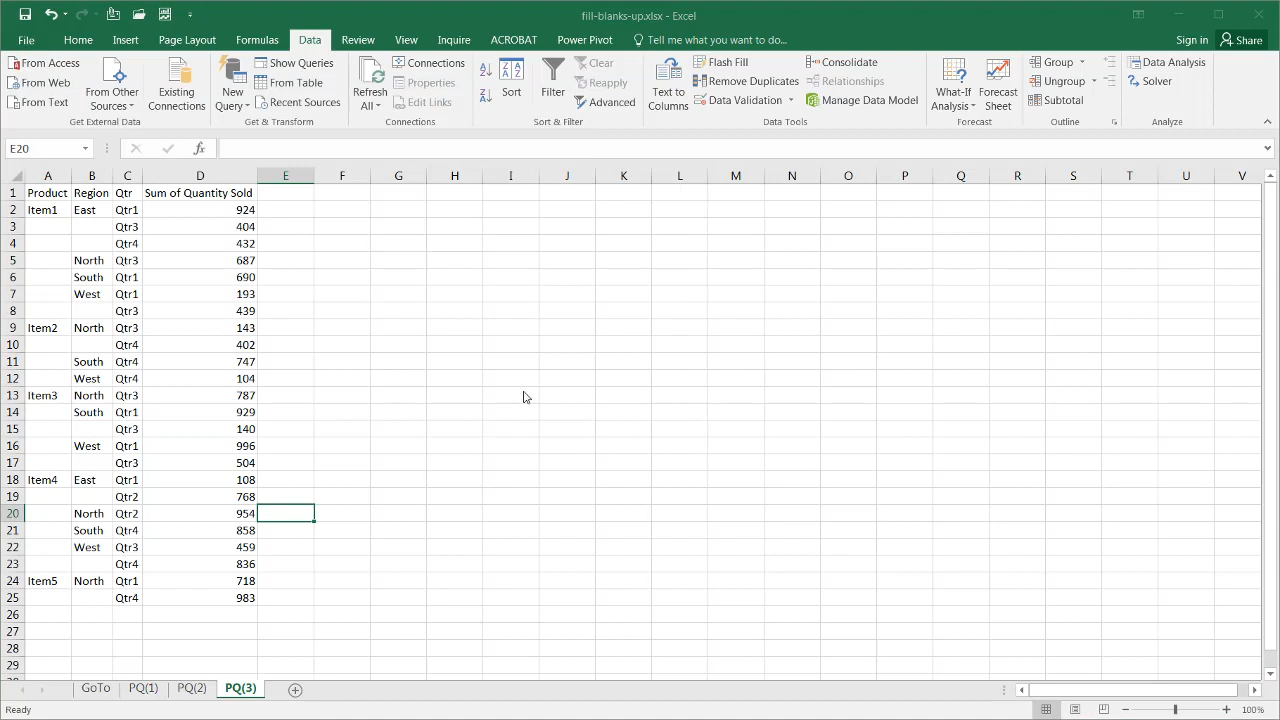 fill-blanks-up.xlsx - Excel
File Home Insert Page Layout Formulas Data Review View Inquire ACROBAT Power Pivot Tell me what you want to do... Sign in Share
From Access
From Web
From Text
From Other Sources
Existing Connections
Get External Data
New Query
Show Queries
From Table
Recent Sources
Get & Transform
Refresh All
Connections
Properties
Edit Links
Connections
Sort
Filter
Clear
Reapply
Advanced
Sort & Filter
Text to Columns
Flash Fill
Remove Duplicates
Data Validation
Consolidate
Relationships
Manage Data Model
Data Tools
What-If Analysis
Forecast Sheet
Forecast
Group
Ungroup
Subtotal
Outline
Data Analysis
Solver
Analyze
E20 fx
A B C D E F G H I J K L M N O P Q R S T U V
1 Product Region Qtr Sum of Quantity Sold
2 Item1 East Qtr1 924
3 Qtr3 404
4 Qtr4 432
5 North Qtr3 687
6 South Qtr1 690
7 West Qtr1 193
8 Qtr3 439
9 Item2 North Qtr3 143
10 Qtr4 402
11 South Qtr4 747
12 West Qtr4 104
13 Item3 North Qtr3 787
14 South Qtr1 929
15 Qtr3 140
16 West Qtr1 996
17 Qtr3 504
18 Item4 East Qtr1 108
19 Qtr2 768
20 North Qtr2 954
21 South Qtr4 858
22 West Qtr3 459
23 Qtr4 836
24 Item5 North Qtr1 718
25 Qtr4 983
26
27
28
29
GoTo PQ(1) PQ(2) PQ(3)
Ready 100%